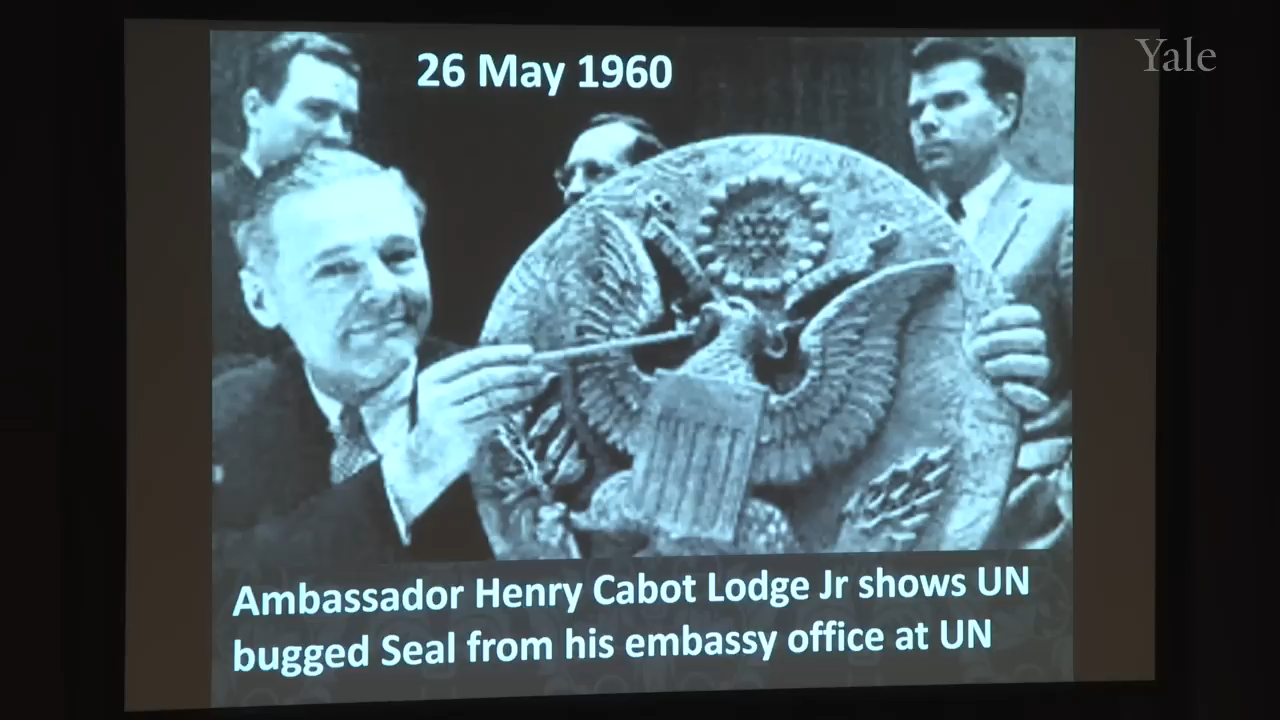 Yale
26 May 1960
Ambassador Henry Cabot Lodge Jr shows UN
bugged Seal from his embassy office at UN